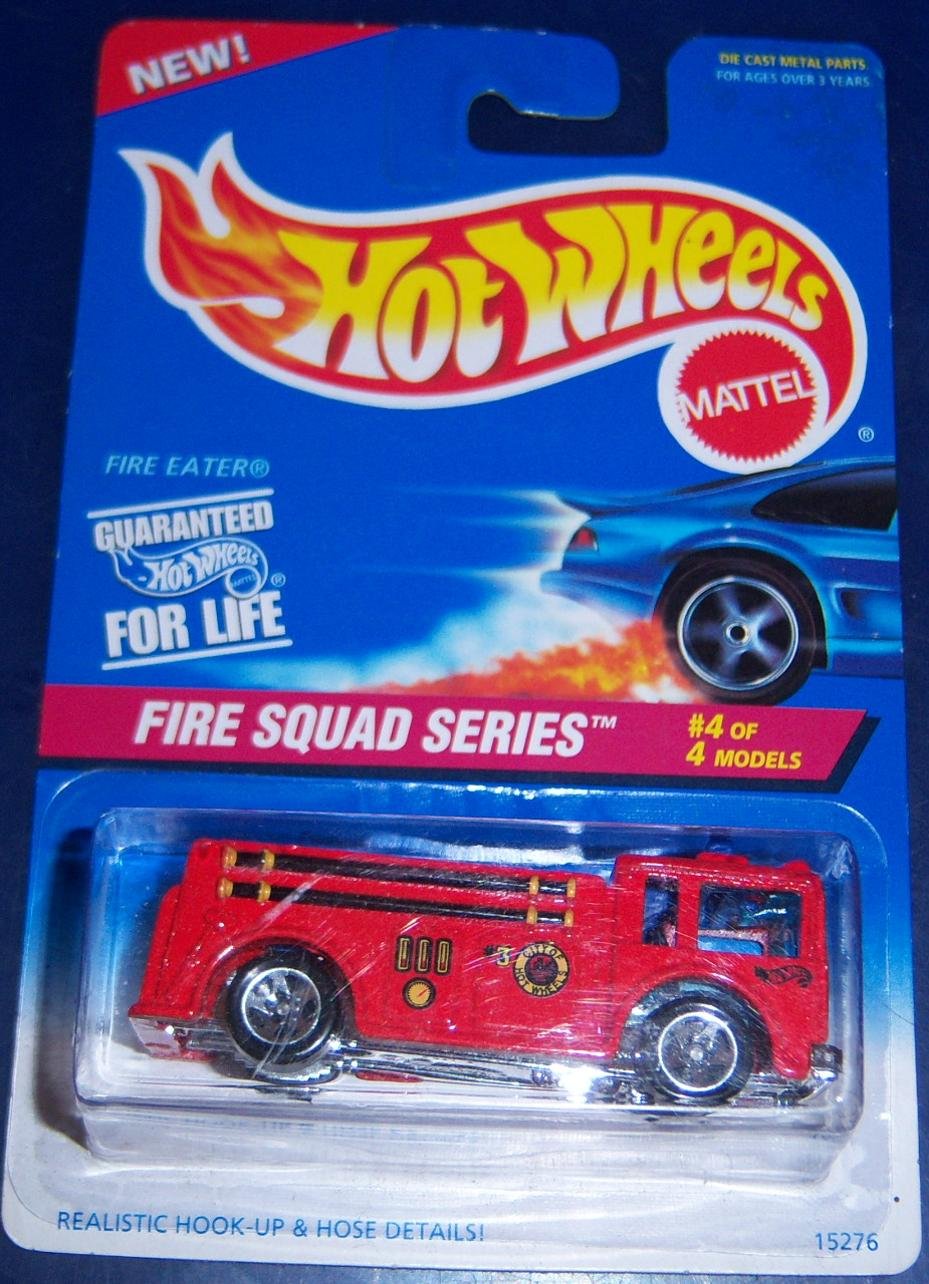 NEW!
DIE CAST METAL PARTS
FOR AGES OVER 3 YEARS
HOT WHEELS
MATTEL
®
FIRE EATER®
GUARANTEED
HOT WHEELS
MATTEL
®
FOR LIFE
FIRE SQUAD SERIES™
#4 OF
4 MODELS
#3
CITY OF
HOT WHEELS
REALISTIC HOOK-UP & HOSE DETAILS!
15276